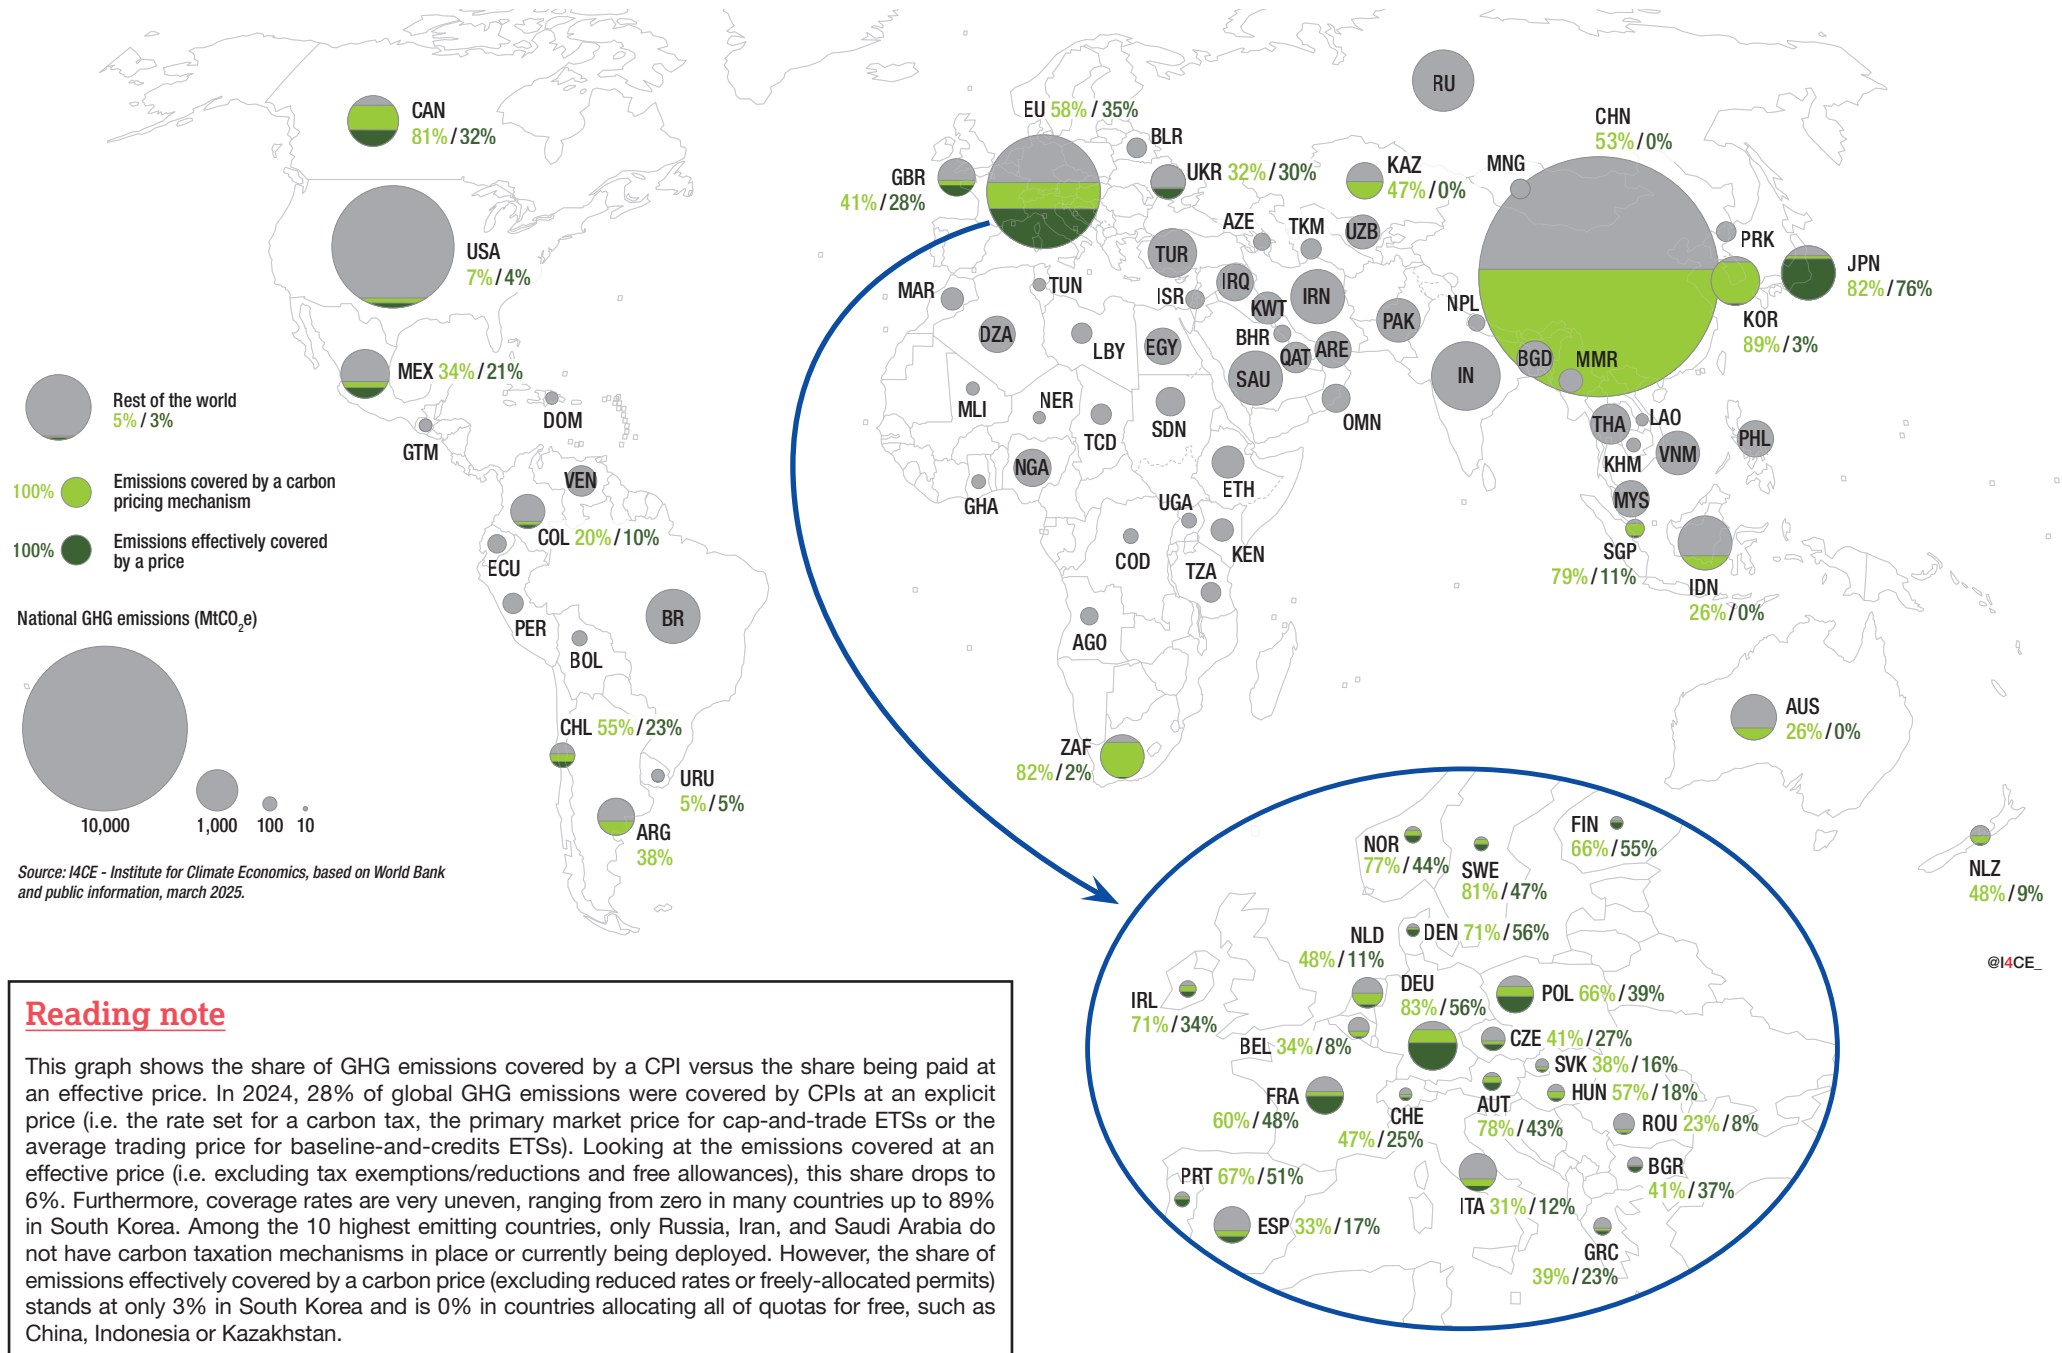 CAN
81%/32%
USA
7%/4%
MEX 34%/21%
GTM
DOM
VEN
COL 20%/10%
ECU
PER
BR
BOL
CHL 55%/23%
URU
5%/5%
ARG
38%
Rest of the world
5%/3%
100%
Emissions covered by a carbon
pricing mechanism
100%
Emissions effectively covered
by a price
National GHG emissions (MtCO2e)
10,000
1,000
100
10
Source: I4CE - Institute for Climate Economics, based on World Bank
and public information, march 2025.
EU 58%/35%
GBR
41%/28%
BLR
UKR 32%/30%
RU
KAZ
47%/0%
MNG
CHN
53%/0%
PRK
JPN
82%/76%
KOR
89%/3%
AZE
TKM
UZB
TUR
ISR
IRQ
KWT
IRN
BHR
QAT
ARE
SAU
OMN
PAK
NPL
IN
BGD
MMR
MAR
TUN
DZA
LBY
EGY
MLI
NER
TCD
SDN
NGA
GHA
ETH
UGA
KEN
COD
TZA
AGO
ZAF
82%/2%
THA
LAO
KHM
VNM
PHL
MYS
SGP
79%/11%
IDN
26%/0%
AUS
26%/0%
NLZ
48%/9%
@I4CE_
NOR
77%/44%
SWE
81%/47%
FIN
66%/55%
DEN 71%/56%
NLD
48%/11%
IRL
71%/34%
DEU
83%/56%
POL 66%/39%
BEL 34%/8%
CZE 41%/27%
SVK 38%/16%
FRA
60%/48%
CHE
47%/25%
AUT
78%/43%
HUN 57%/18%
ROU 23%/8%
PRT 67%/51%
BGR
41%/37%
ESP 33%/17%
ITA 31%/12%
GRC
39%/23%
Reading note
This graph shows the share of GHG emissions covered by a CPI versus the share being paid at
an effective price. In 2024, 28% of global GHG emissions were covered by CPIs at an explicit
price (i.e. the rate set for a carbon tax, the primary market price for cap-and-trade ETSs or the
average trading price for baseline-and-credits ETSs). Looking at the emissions covered at an
effective price (i.e. excluding tax exemptions/reductions and free allowances), this share drops to
6%. Furthermore, coverage rates are very uneven, ranging from zero in many countries up to 89%
in South Korea. Among the 10 highest emitting countries, only Russia, Iran, and Saudi Arabia do
not have carbon taxation mechanisms in place or currently being deployed. However, the share of
emissions effectively covered by a carbon price (excluding reduced rates or freely-allocated permits)
stands at only 3% in South Korea and is 0% in countries allocating all of quotas for free, such as
China, Indonesia or Kazakhstan.